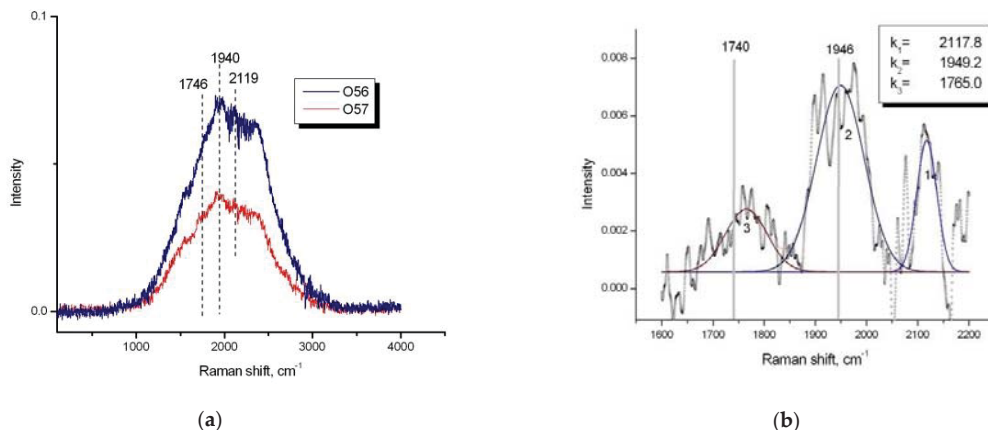 0.1
1940
1746
2119
O56
O57
Intensity
0.0
1000
2000
3000
4000
Raman shift, cm⁻¹
(a)
k₁= 2117.8
k₂= 1949.2
k₃= 1765.0
1740
1946
0.008
0.006
0.004
0.002
0.000
Intensity
2
1
3
1600
1700
1800
1900
2000
2100
2200
Raman shift, cm⁻¹
(b)